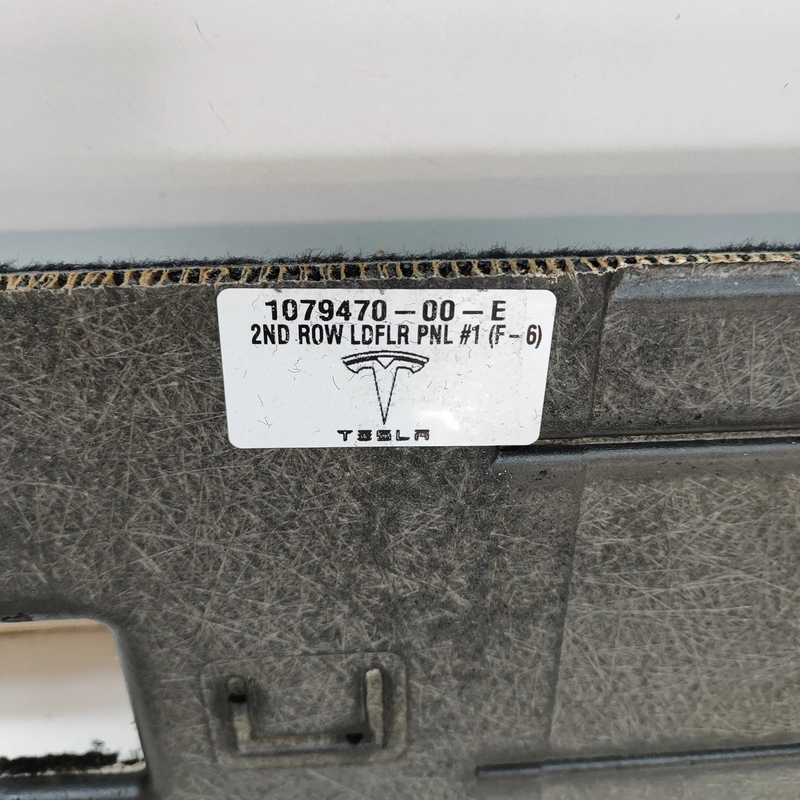 1079470-00-E
2ND ROW LDFLR PNL #1 (F-6)
TESLA